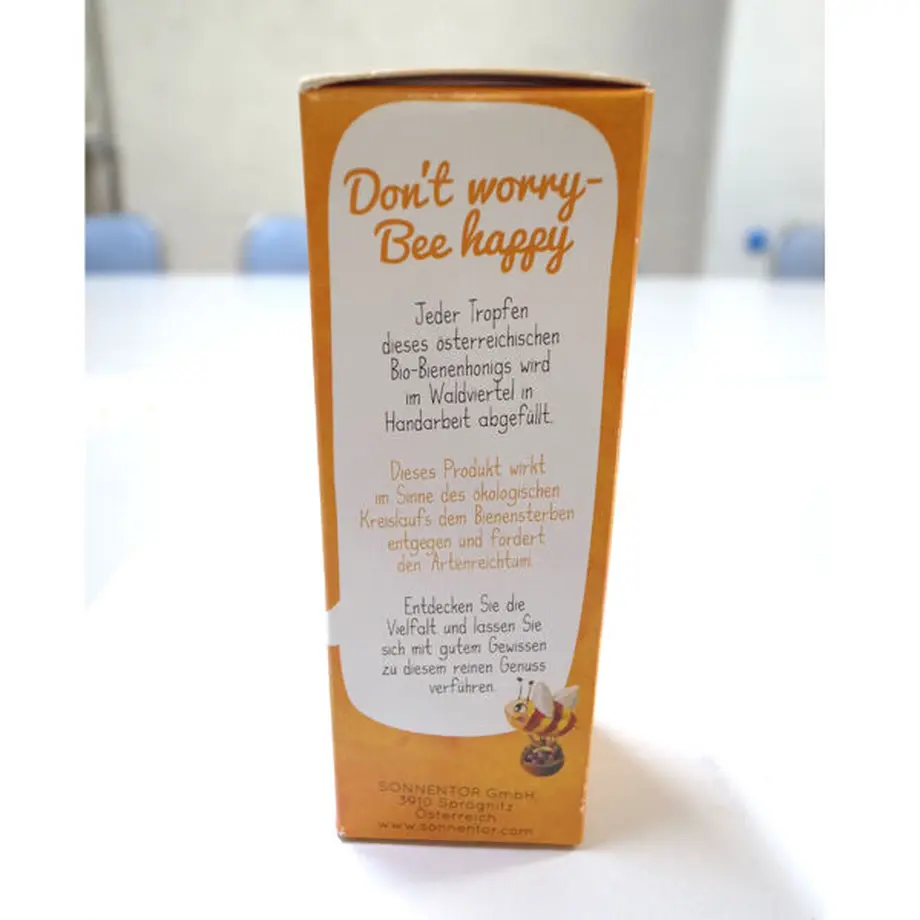 Don't worry-
Bee happy
Jeder Tropfen
dieses österreichischen
Bio-Bienenhonigs wird
im Waldviertel in
Handarbeit abgefüllt.
Dieses Produkt wirkt
im Sinne des ökologischen
Kreislaufs dem Bienensterben
entgegen und fördert
den Artenreichtum.
Entdecken Sie die
Vielfalt und lassen Sie
sich mit gutem Gewissen
zu diesem reinen Genuss
verführen.
SONNENTOR GmbH
3910 Sprögnitz
Österreich
www.sonnentor.com